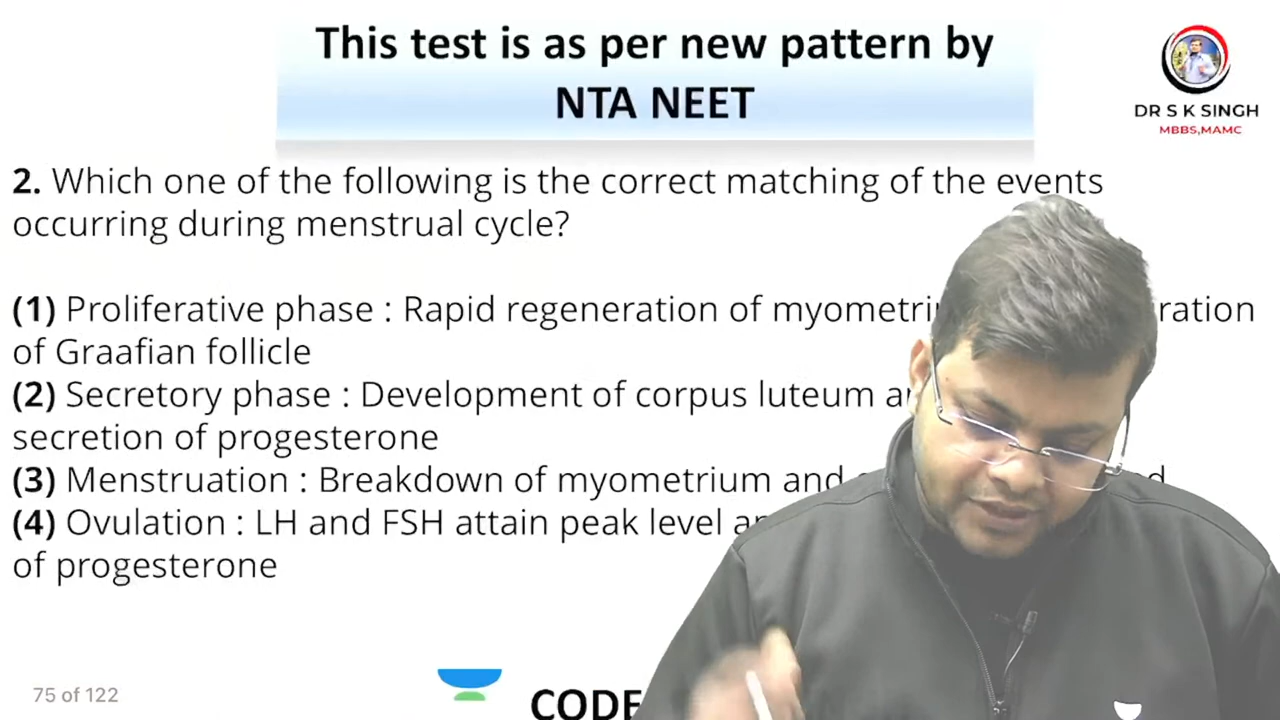 This test is as per new pattern by
NTA NEET
DR S K SINGH
MBBS,MAMC
2. Which one of the following is the correct matching of the events
occurring during menstrual cycle?
(1) Proliferative phase : Rapid regeneration of
of Graafian follicle
(2) Secretory phase : Development of corpus luteum
secretion of progesterone
(3) Menstruation : Breakdown of myometrium and
(4) Ovulation : LH and FSH attain peak level
of progesterone
75 of 122
CODE